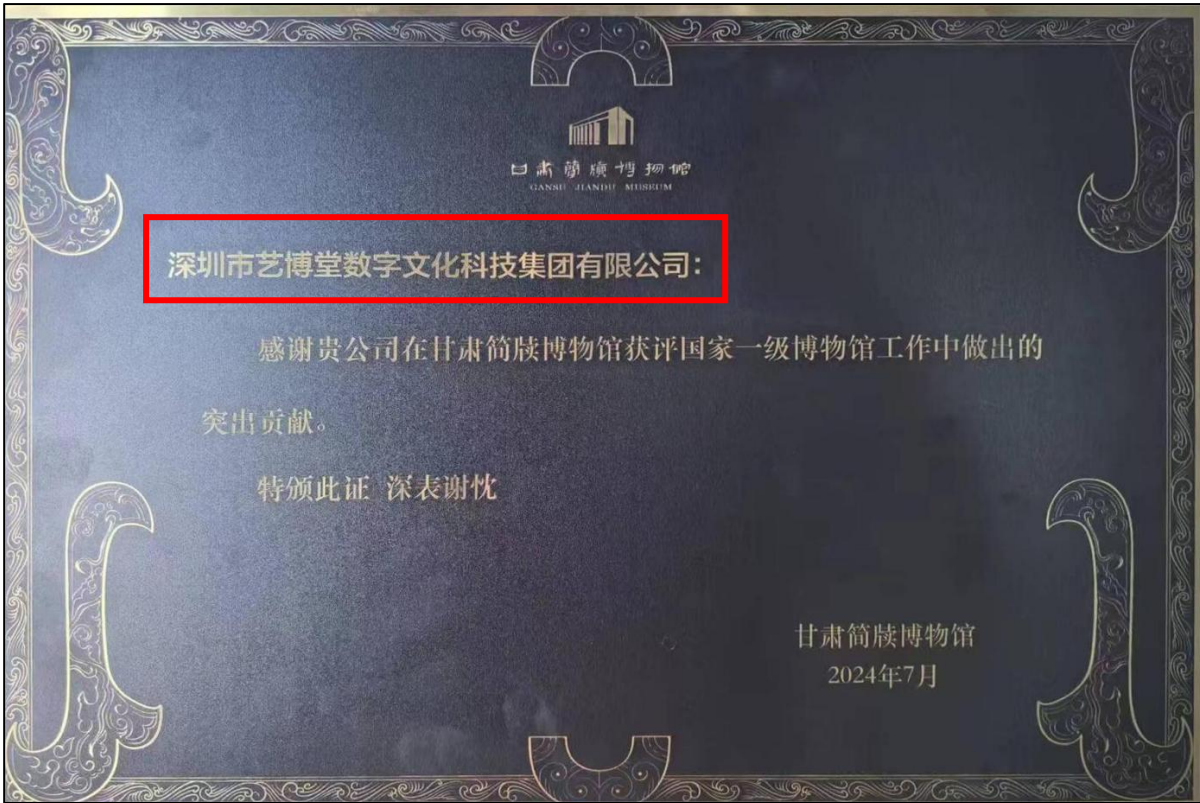 甘肃简牍博物馆
GANSU JIANDU MUSEUM
深圳市艺博堂数字文化科技集团有限公司：
感谢贵公司在甘肃简牍博物馆获评国家一级博物馆工作中做出的
突出贡献。
特颁此证 深表谢忱
甘肃简牍博物馆
2024年7月